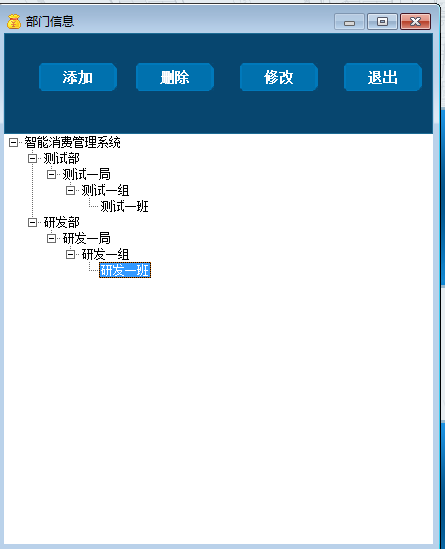 部门信息
添加 删除 修改 退出
智能消费管理系统
测试部
测试一局
测试一组
测试一班
研发部
研发一局
研发一组
研发一班